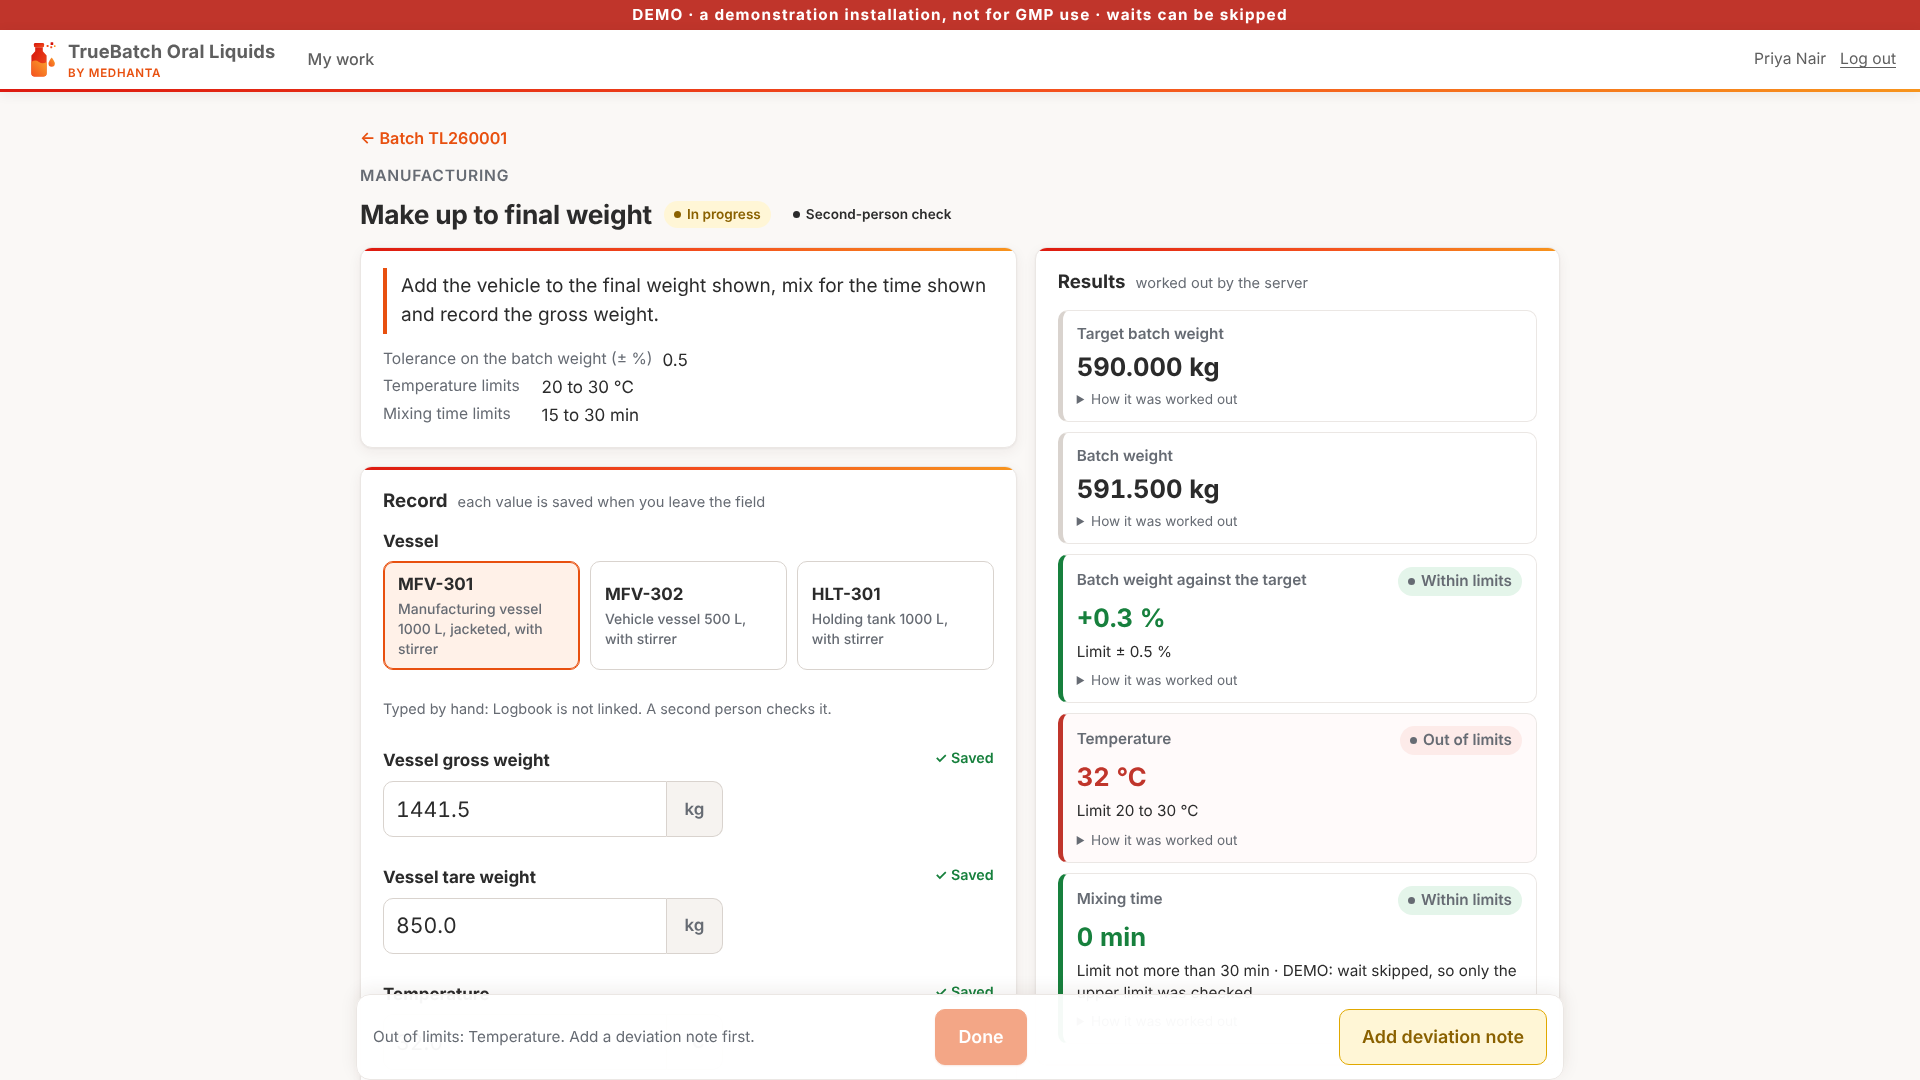 DEMO · a demonstration installation, not for GMP use · waits can be skipped
TrueBatch Oral Liquids
BY MEDHANTA
My work
Priya Nair
Log out
← Batch TL260001
MANUFACTURING
Make up to final weight
In progress
Second-person check
Add the vehicle to the final weight shown, mix for the time shown
and record the gross weight.
Tolerance on the batch weight (± %) 0.5
Temperature limits 20 to 30 °C
Mixing time limits 15 to 30 min
Record each value is saved when you leave the field
Vessel
MFV-301
Manufacturing vessel
1000 L, jacketed, with
stirrer
MFV-302
Vehicle vessel 500 L,
with stirrer
HLT-301
Holding tank 1000 L,
with stirrer
Typed by hand: Logbook is not linked. A second person checks it.
Vessel gross weight
✓ Saved
1441.5 kg
Vessel tare weight
✓ Saved
850.0 kg
Temperature
✓ Saved
Results worked out by the server
Target batch weight
590.000 kg
▶ How it was worked out
Batch weight
591.500 kg
▶ How it was worked out
Batch weight against the target
Within limits
+0.3 %
Limit ± 0.5 %
▶ How it was worked out
Temperature
Out of limits
32 °C
Limit 20 to 30 °C
▶ How it was worked out
Mixing time
Within limits
0 min
Limit not more than 30 min · DEMO: wait skipped, so only the
upper limit was checked
▶ How it was worked out
Out of limits: Temperature. Add a deviation note first.
Done
Add deviation note